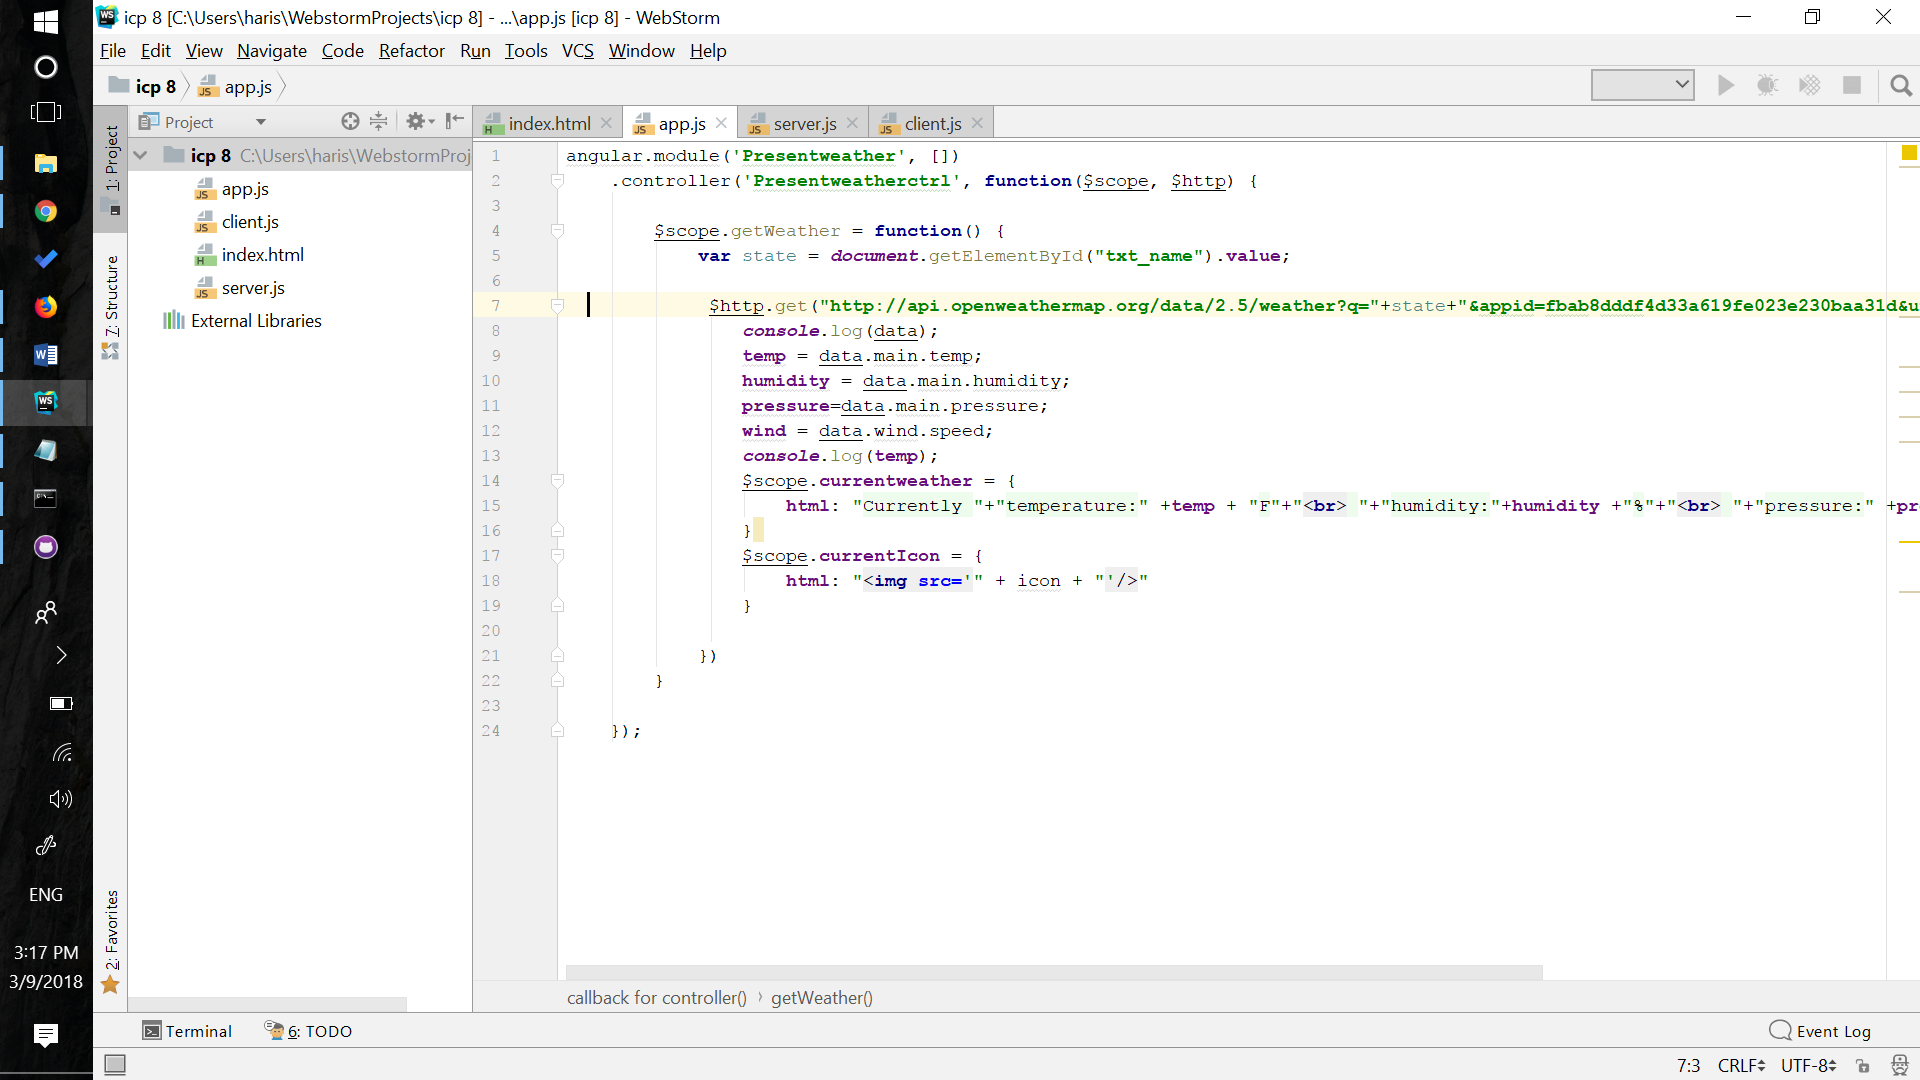 icp 8 [C:\Users\haris\WebstormProjects\icp 8] - ...\app.js [icp 8] - WebStorm
File Edit View Navigate Code Refactor Run Tools VCS Window Help
icp 8 app.js
Project
index.html app.js server.js client.js
1: Project
7: Structure
2: Favorites
icp 8 C:\Users\haris\WebstormProj
app.js
client.js
index.html
server.js
External Libraries
1 angular.module('Presentweather', [])
2 .controller('Presentweatherctrl', function($scope, $http) {
3
4 $scope.getWeather = function() {
5 var state = document.getElementById("txt_name").value;
6
7 $http.get("http://api.openweathermap.org/data/2.5/weather?q="+state+"&appid=fbab8dddf4d33a619fe023e230baa31d&u
8 console.log(data);
9 temp = data.main.temp;
10 humidity = data.main.humidity;
11 pressure=data.main.pressure;
12 wind = data.wind.speed;
13 console.log(temp);
14 $scope.currentweather = {
15 html: "Currently "+"temperature:" +temp + "F"+"<br> "+"humidity:"+humidity +"%"+"<br> "+"pressure:" +pr
16 }
17 $scope.currentIcon = {
18 html: "<img src='" + icon + "'/>"
19 }
20
21 })
22 }
23
24 });
callback for controller() › getWeather()
Terminal 6: TODO Event Log
7:3 CRLF UTF-8
ENG
3:17 PM
3/9/2018